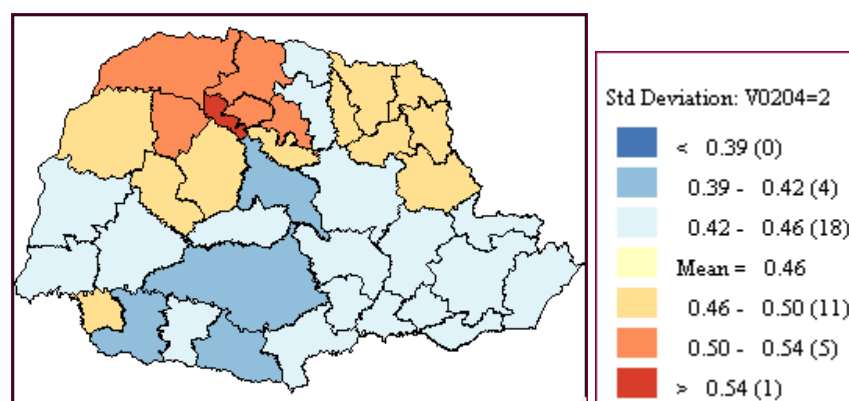 Std Deviation: V0204=2
< 0.39 (0)
0.39 - 0.42 (4)
0.42 - 0.46 (18)
Mean = 0.46
0.46 - 0.50 (11)
0.50 - 0.54 (5)
> 0.54 (1)